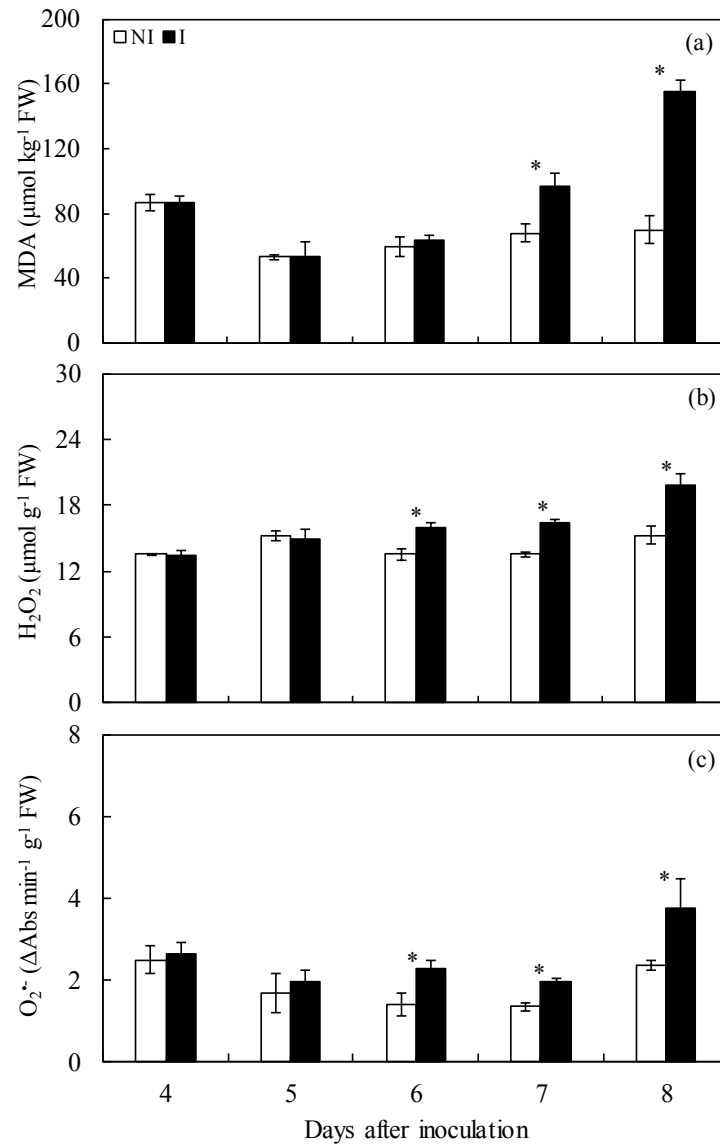 200
160
120
80
40
0
MDA (µmol kg⁻¹ FW)
NI I
(a)
*
*
30
24
18
12
6
0
H₂O₂ (µmol g⁻¹ FW)
(b)
*
*
*
8
6
4
2
0
O₂•⁻ (ΔAbs min⁻¹ g⁻¹ FW)
(c)
*
*
*
4 5 6 7 8
Days after inoculation